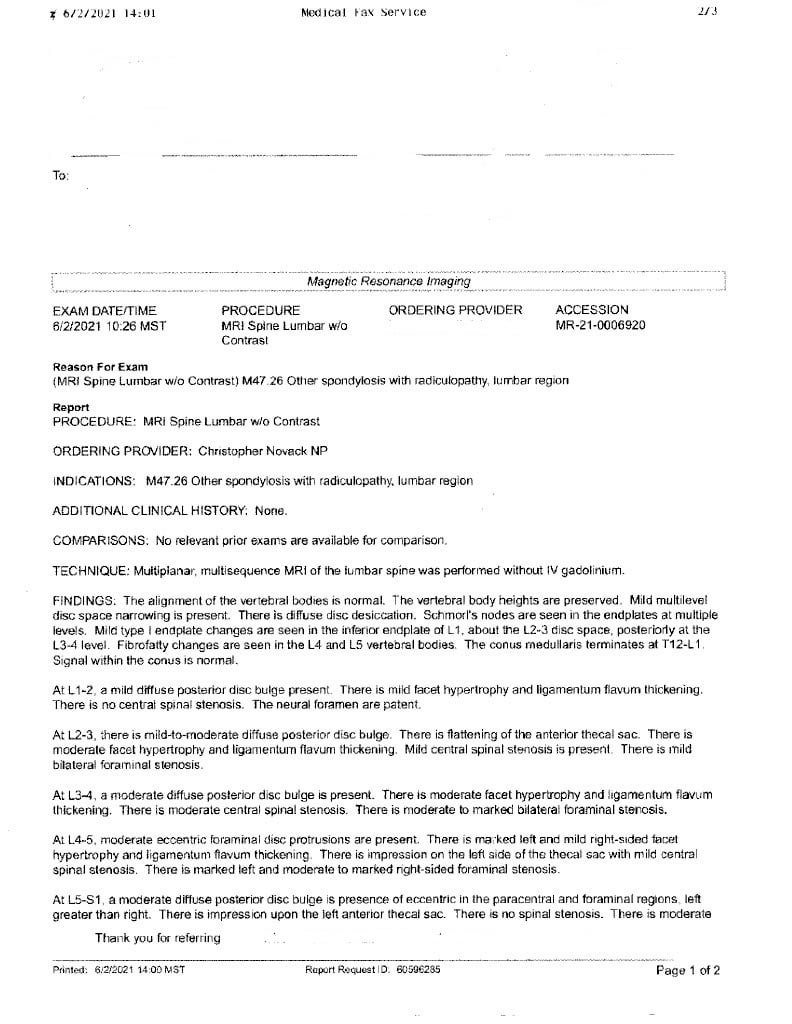 6/2/2021 14:01 Medical Fax Service 2/3
To:
Magnetic Resonance Imaging
EXAM DATE/TIME PROCEDURE ORDERING PROVIDER ACCESSION
6/2/2021 10:26 MST MRI Spine Lumbar w/o MR-21-0006920
Contrast
Reason For Exam
(MRI Spine Lumbar w/o Contrast) M47.26 Other spondylosis with radiculopathy, lumbar region
Report
PROCEDURE: MRI Spine Lumbar w/o Contrast
ORDERING PROVIDER: Christopher Novack NP
INDICATIONS: M47.26 Other spondylosis with radiculopathy, lumbar region
ADDITIONAL CLINICAL HISTORY: None.
COMPARISONS: No relevant prior exams are available for comparison.
TECHNIQUE: Multiplanar, multisequence MRI of the lumbar spine was performed without IV gadolinium.
FINDINGS: The alignment of the vertebral bodies is normal. The vertebral body heights are preserved. Mild multilevel
disc space narrowing is present. There is diffuse disc desiccation. Schmorl's nodes are seen in the endplates at multiple
levels. Mild type I endplate changes are seen in the inferior endplate of L1, about the L2-3 disc space, posteriorly at the
L3-4 level. Fibrofatty changes are seen in the L4 and L5 vertebral bodies. The conus medullaris terminates at T12-L1.
Signal within the conus is normal.
At L1-2, a mild diffuse posterior disc bulge present. There is mild facet hypertrophy and ligamentum flavum thickening.
There is no central spinal stenosis. The neural foramen are patent.
At L2-3, there is mild-to-moderate diffuse posterior disc bulge. There is flattening of the anterior thecal sac. There is
moderate facet hypertrophy and ligamentum flavum thickening. Mild central spinal stenosis is present. There is mild
bilateral foraminal stenosis.
At L3-4, a moderate diffuse posterior disc bulge is present. There is moderate facet hypertrophy and ligamentum flavum
thickening. There is moderate central spinal stenosis. There is moderate to marked bilateral foraminal stenosis.
At L4-5, moderate eccentric foraminal disc protrusions are present. There is marked left and mild right-sided facet
hypertrophy and ligamentum flavum thickening. There is impression on the left side of the thecal sac with mild central
spinal stenosis. There is marked left and moderate to marked right-sided foraminal stenosis.
At L5-S1, a moderate diffuse posterior disc bulge is presence of eccentric in the paracentral and foraminal regions, left
greater than right. There is impression upon the left anterior thecal sac. There is no spinal stenosis. There is moderate
Thank you for referring
Printed: 6/2/2021 14:00 MST Report Request ID: 60596285 Page 1 of 2